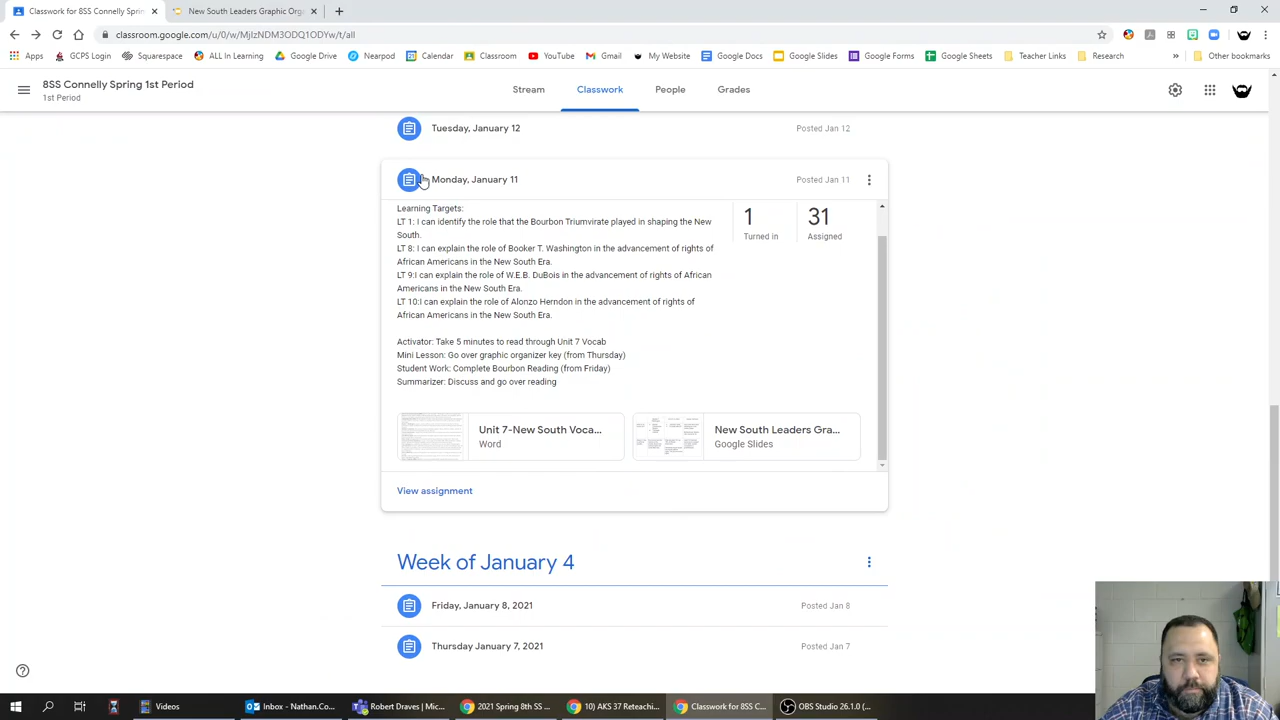 Classwork for 8SS Connelly Sprin
New South Leaders Graphic Orga
classroom.google.com/u/0/w/MjIzNDM3ODQ1ODYw/t/all
Apps
GCPS Login
Squarespace
ALL In Learning
Google Drive
Nearpod
Calendar
Classroom
YouTube
Gmail
My Website
Google Docs
Google Slides
Google Forms
Google Sheets
Teacher Links
Research
»
Other bookmarks
8SS Connelly Spring 1st Period
1st Period
Stream
Classwork
People
Grades
Tuesday, January 12
Posted Jan 12
Monday, January 11
Posted Jan 11
Learning Targets:
LT 1: I can identify the role that the Bourbon Triumvirate played in shaping the New
South.
LT 8: I can explain the role of Booker T. Washington in the advancement of rights of
African Americans in the New South Era.
LT 9:I can explain the role of W.E.B. DuBois in the advancement of rights of African
Americans in the New South Era.
LT 10:I can explain the role of Alonzo Herndon in the advancement of rights of
African Americans in the New South Era.
1
Turned in
31
Assigned
Activator: Take 5 minutes to read through Unit 7 Vocab
Mini Lesson: Go over graphic organizer key (from Thursday)
Student Work: Complete Bourbon Reading (from Friday)
Summarizer: Discuss and go over reading
Unit 7-New South Voca...
Word
New South Leaders Gra...
Google Slides
View assignment
Week of January 4
Friday, January 8, 2021
Posted Jan 8
Thursday January 7, 2021
Posted Jan 7
Videos
Inbox - Nathan.Co...
Robert Draves | Mic...
2021 Spring 8th SS ...
10) AKS 37 Reteachi...
Classwork for 8SS C...
OBS Studio 26.1.0 (...